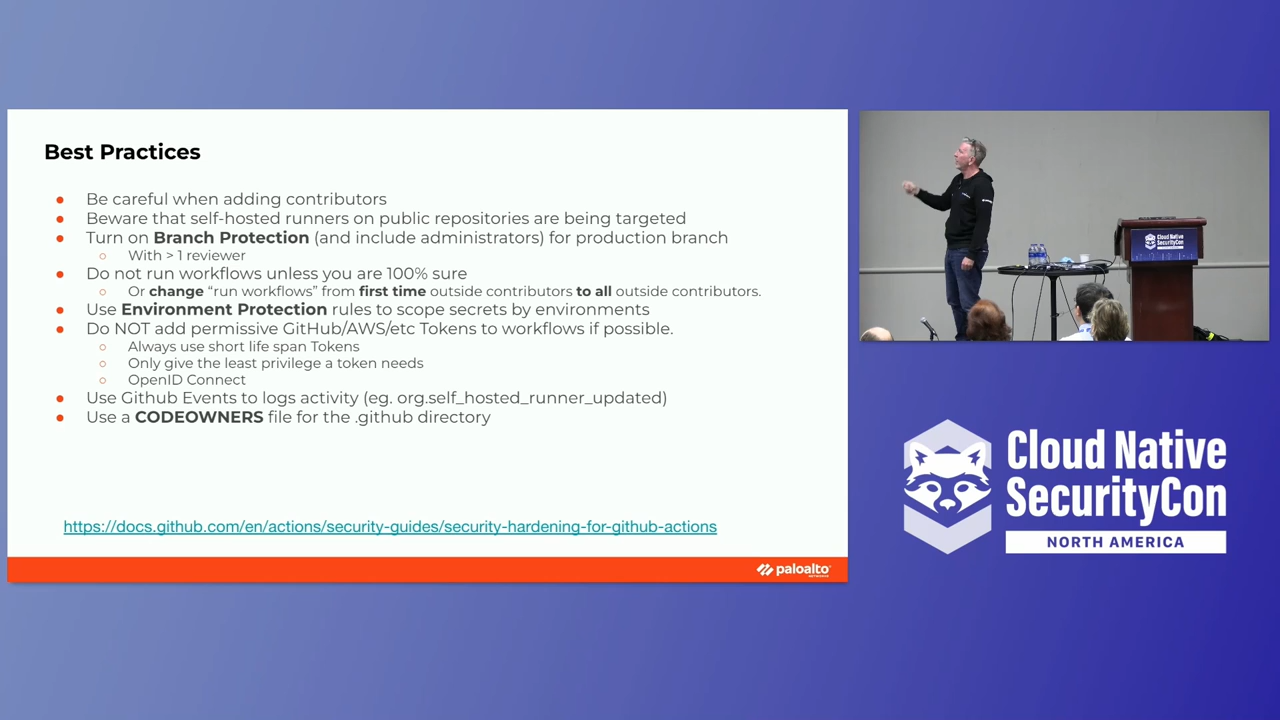 Best Practices
Be careful when adding contributors
Beware that self-hosted runners on public repositories are being targeted
Turn on Branch Protection (and include administrators) for production branch
With > 1 reviewer
Do not run workflows unless you are 100% sure
Or change “run workflows” from first time outside contributors to all outside contributors.
Use Environment Protection rules to scope secrets by environments
Do NOT add permissive GitHub/AWS/etc Tokens to workflows if possible.
Always use short life span Tokens
Only give the least privilege a token needs
OpenID Connect
Use Github Events to logs activity (eg. org.self_hosted_runner_updated)
Use a CODEOWNERS file for the .github directory
https://docs.github.com/en/actions/security-guides/security-hardening-for-github-actions
paloalto
NETWORKS
Cloud Native
SecurityCon
Cloud Native
SecurityCon
NORTH AMERICA